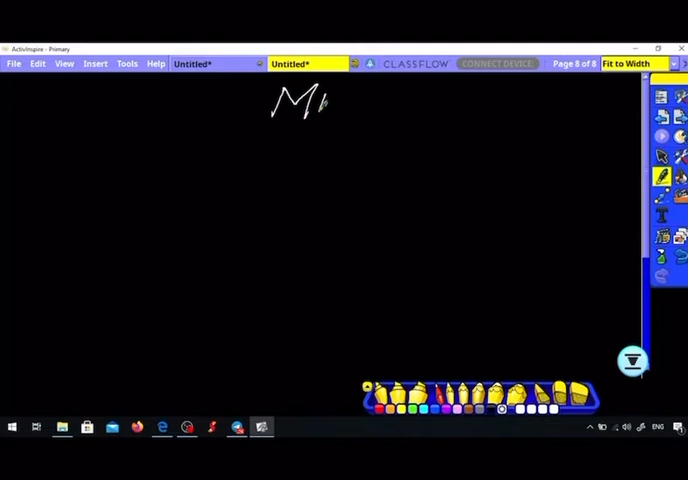 ActivInspire - Primary
File Edit View Insert Tools Help Untitled* Untitled* CLASSFLOW CONNECT DEVICE Page 8 of 8 Fit to Width
M
T
ENG